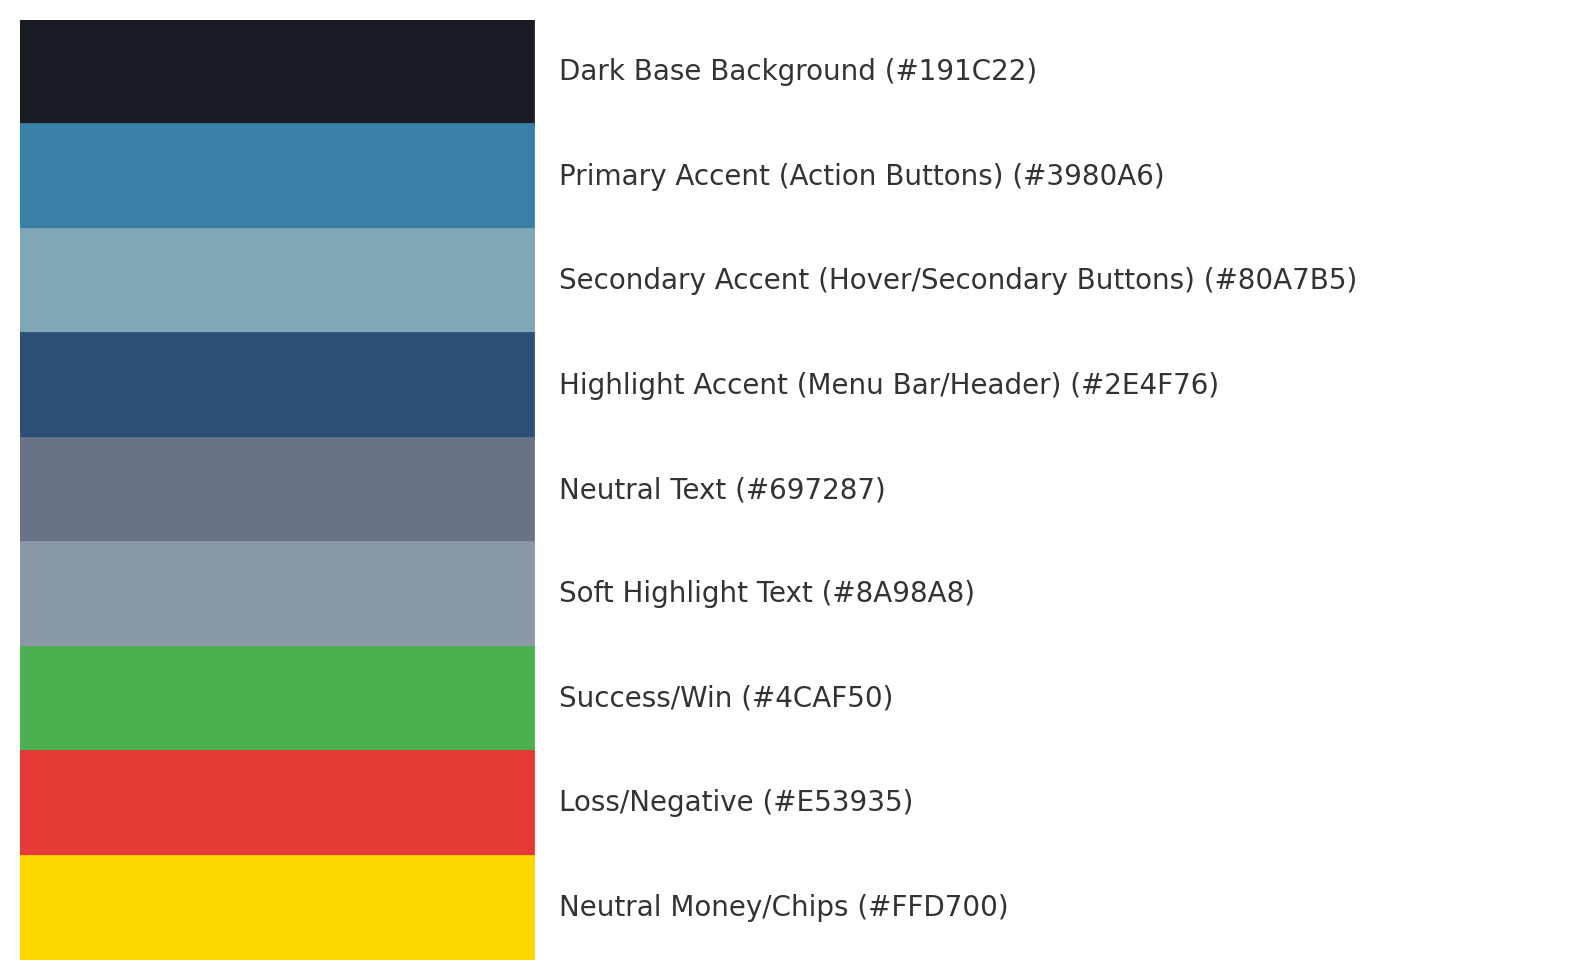 Dark Base Background (#191C22)
Primary Accent (Action Buttons) (#3980A6)
Secondary Accent (Hover/Secondary Buttons) (#80A7B5)
Highlight Accent (Menu Bar/Header) (#2E4F76)
Neutral Text (#697287)
Soft Highlight Text (#8A98A8)
Success/Win (#4CAF50)
Loss/Negative (#E53935)
Neutral Money/Chips (#FFD700)